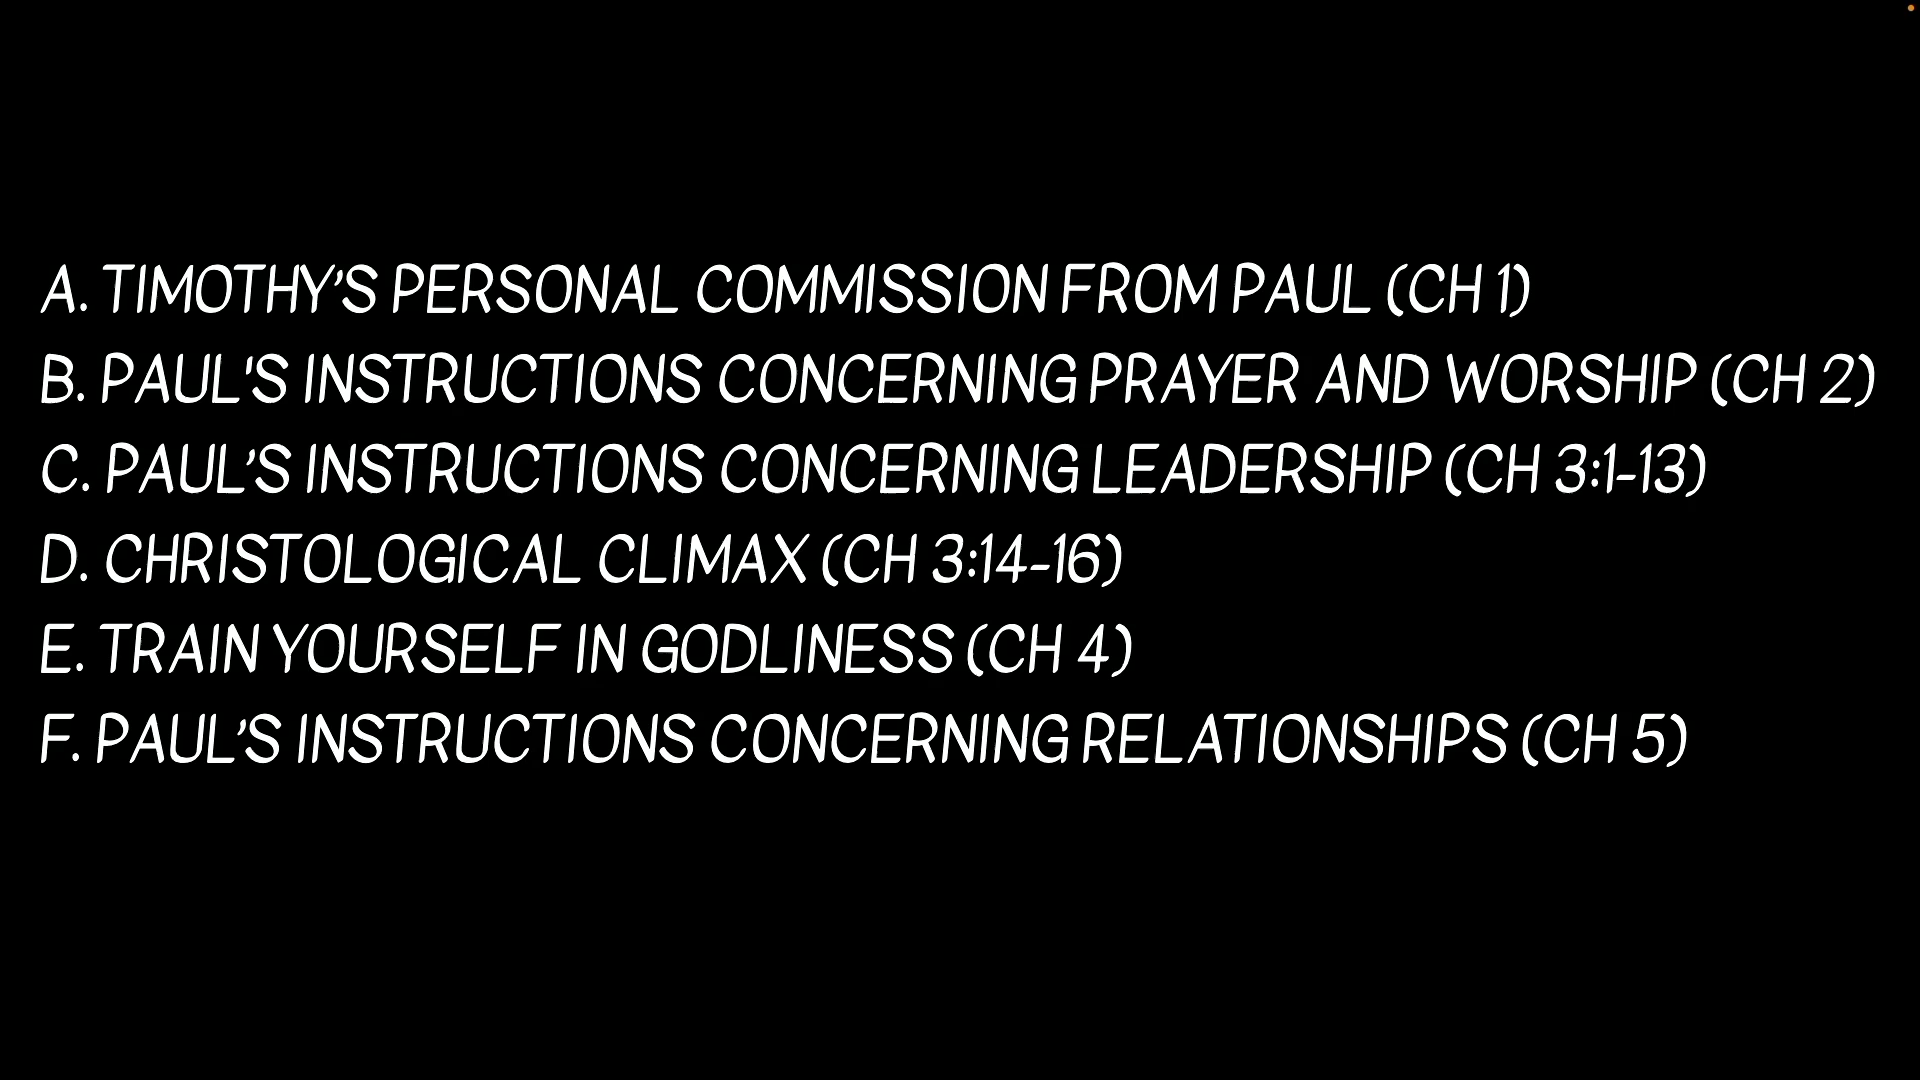 A. TIMOTHY’S PERSONAL COMMISSION FROM PAUL (CH 1)
B. PAUL'S INSTRUCTIONS CONCERNING PRAYER AND WORSHIP (CH 2)
C. PAUL’S INSTRUCTIONS CONCERNING LEADERSHIP (CH 3:1-13)
D. CHRISTOLOGICAL CLIMAX (CH 3:14-16)
E. TRAIN YOURSELF IN GODLINESS (CH 4)
F. PAUL’S INSTRUCTIONS CONCERNING RELATIONSHIPS (CH 5)